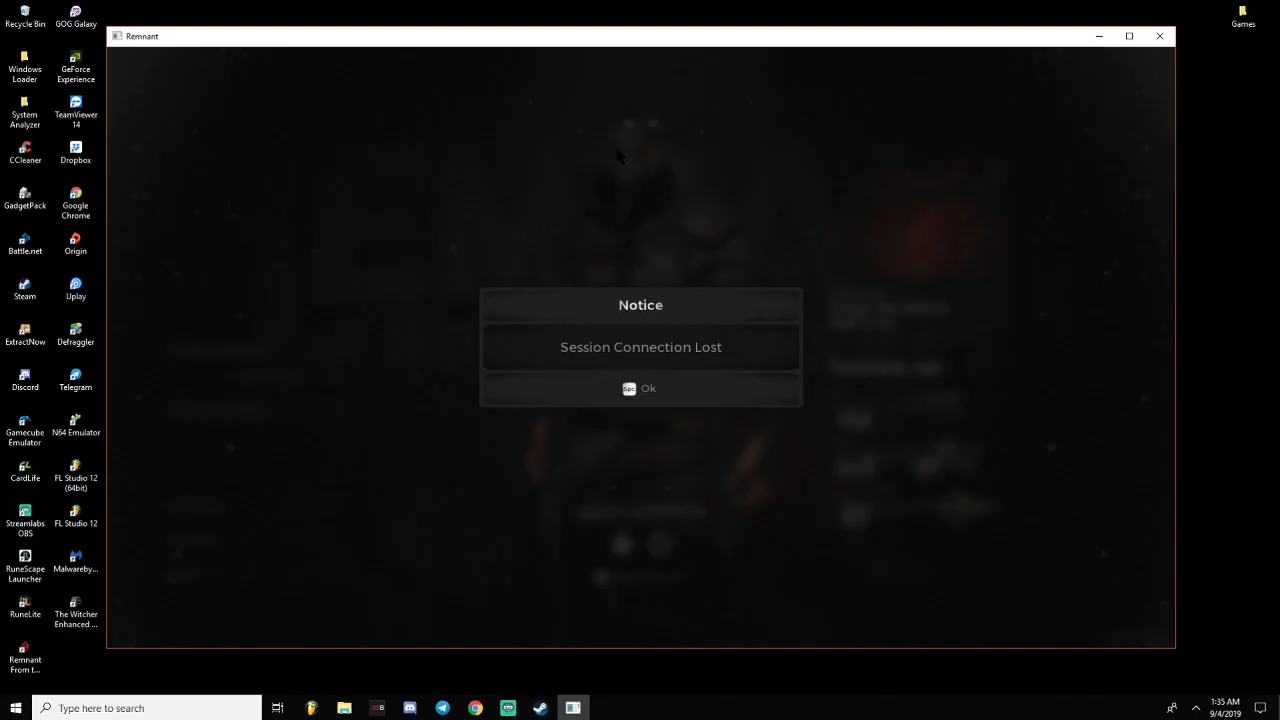 Recycle Bin
GOG Galaxy
Games
Remnant
Windows
Loader
GeForce
Experience
System
Analyzer
TeamViewer
14
CCleaner
Dropbox
GadgetPack
Google
Chrome
Battle.net
Origin
Steam
Uplay
ExtractNow
Defraggler
Discord
Telegram
Gamecube
Emulator
N64 Emulator
CardLife
FL Studio 12
(64bit)
Streamlabs
OBS
FL Studio 12
RuneScape
Launcher
Malwareby...
RuneLite
The Witcher
Enhanced ...
Remnant
From t...
Notice
Session Connection Lost
Ok
Type here to search
1:35 AM
9/4/2019